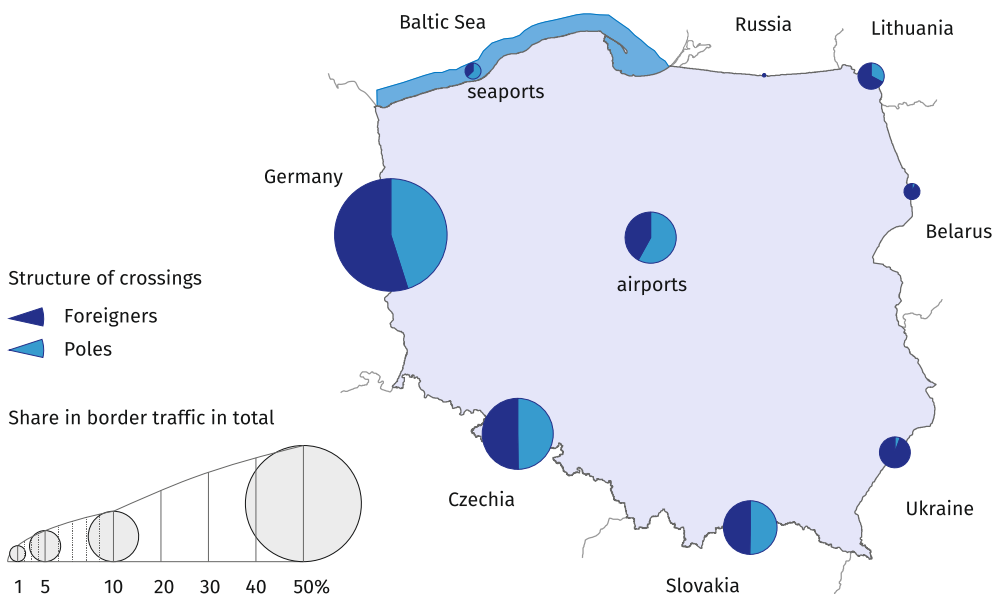 Baltic Sea
Russia
Lithuania
seaports
Germany
Belarus
airports
Structure of crossings
Foreigners
Poles
Share in border traffic in total
Czechia
Ukraine
Slovakia
1 5 10 20 30 40 50%